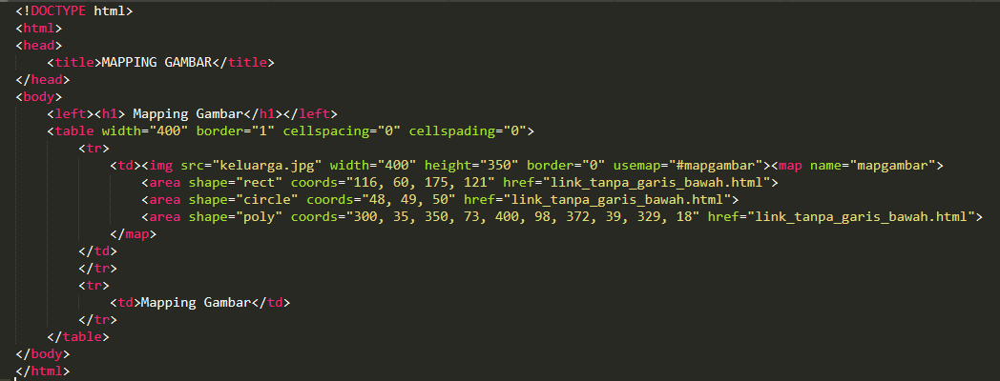 <!DOCTYPE html>
<html>
<head>
<title>MAPPING GAMBAR</title>
</head>
<body>
<left><h1> Mapping Gambar</h1></left>
<table width="400" border="1" cellspacing="0" cellspading="0">
<tr>
<td><img src="keluarga.jpg" width="400" height="350" border="0" usemap="#mapgambar"><map name="mapgambar">
<area shape="rect" coords="116, 60, 175, 121" href="link_tanpa_garis_bawah.html">
<area shape="circle" coords="48, 49, 50" href="link_tanpa_garis_bawah.html">
<area shape="poly" coords="300, 35, 350, 73, 400, 98, 372, 39, 329, 18" href="link_tanpa_garis_bawah.html">
</map>
</td>
</tr>
<tr>
<td>Mapping Gambar</td>
</tr>
</table>
</body>
</html>